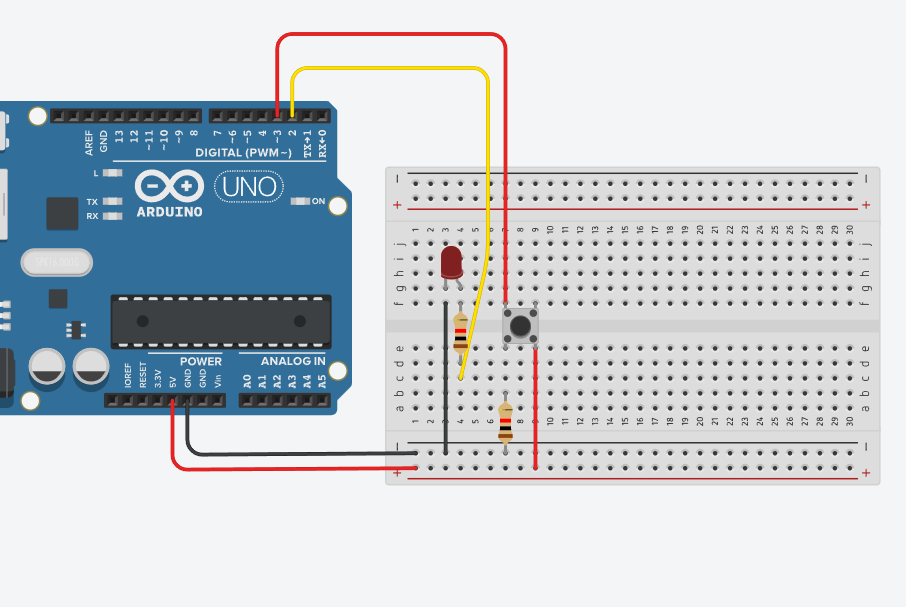 AREF
GND
13
12
~11
~10
~9
8
7
~6
~5
4
~3
2
TX→1
RX←0
DIGITAL (PWM~)
L
TX
RX
UNO
ARDUINO
ON
POWER
ANALOG IN
IOREF
RESET
3.3V
5V
GND
GND
Vin
A0
A1
A2
A3
A4
A5
1 2 3 4 5 6 7 8 9 10 11 12 13 14 15 16 17 18 19 20 21 22 23 24 25 26 27 28 29 30
j j
i i
h h
g g
f f
e e
d d
c c
b b
a a
1 2 3 4 5 6 7 8 9 10 11 12 13 14 15 16 17 18 19 20 21 22 23 24 25 26 27 28 29 30